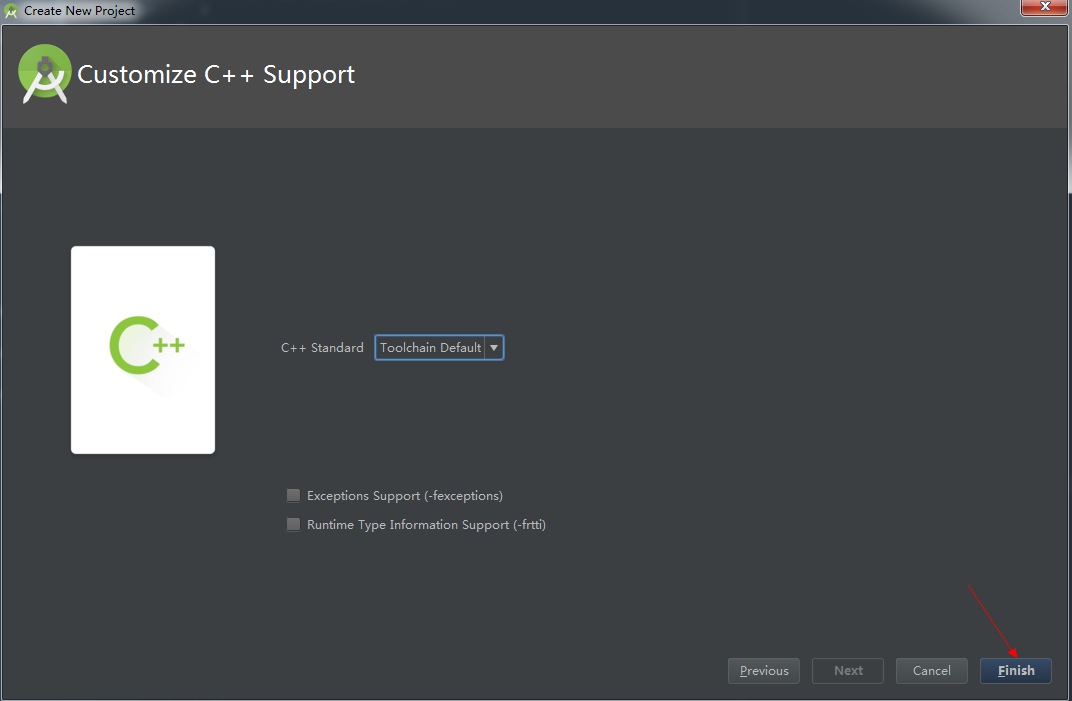 Create New Project
Customize C++ Support
C++
C++ Standard Toolchain Default
Exceptions Support (-fexceptions)
Runtime Type Information Support (-frtti)
Previous Next Cancel Finish